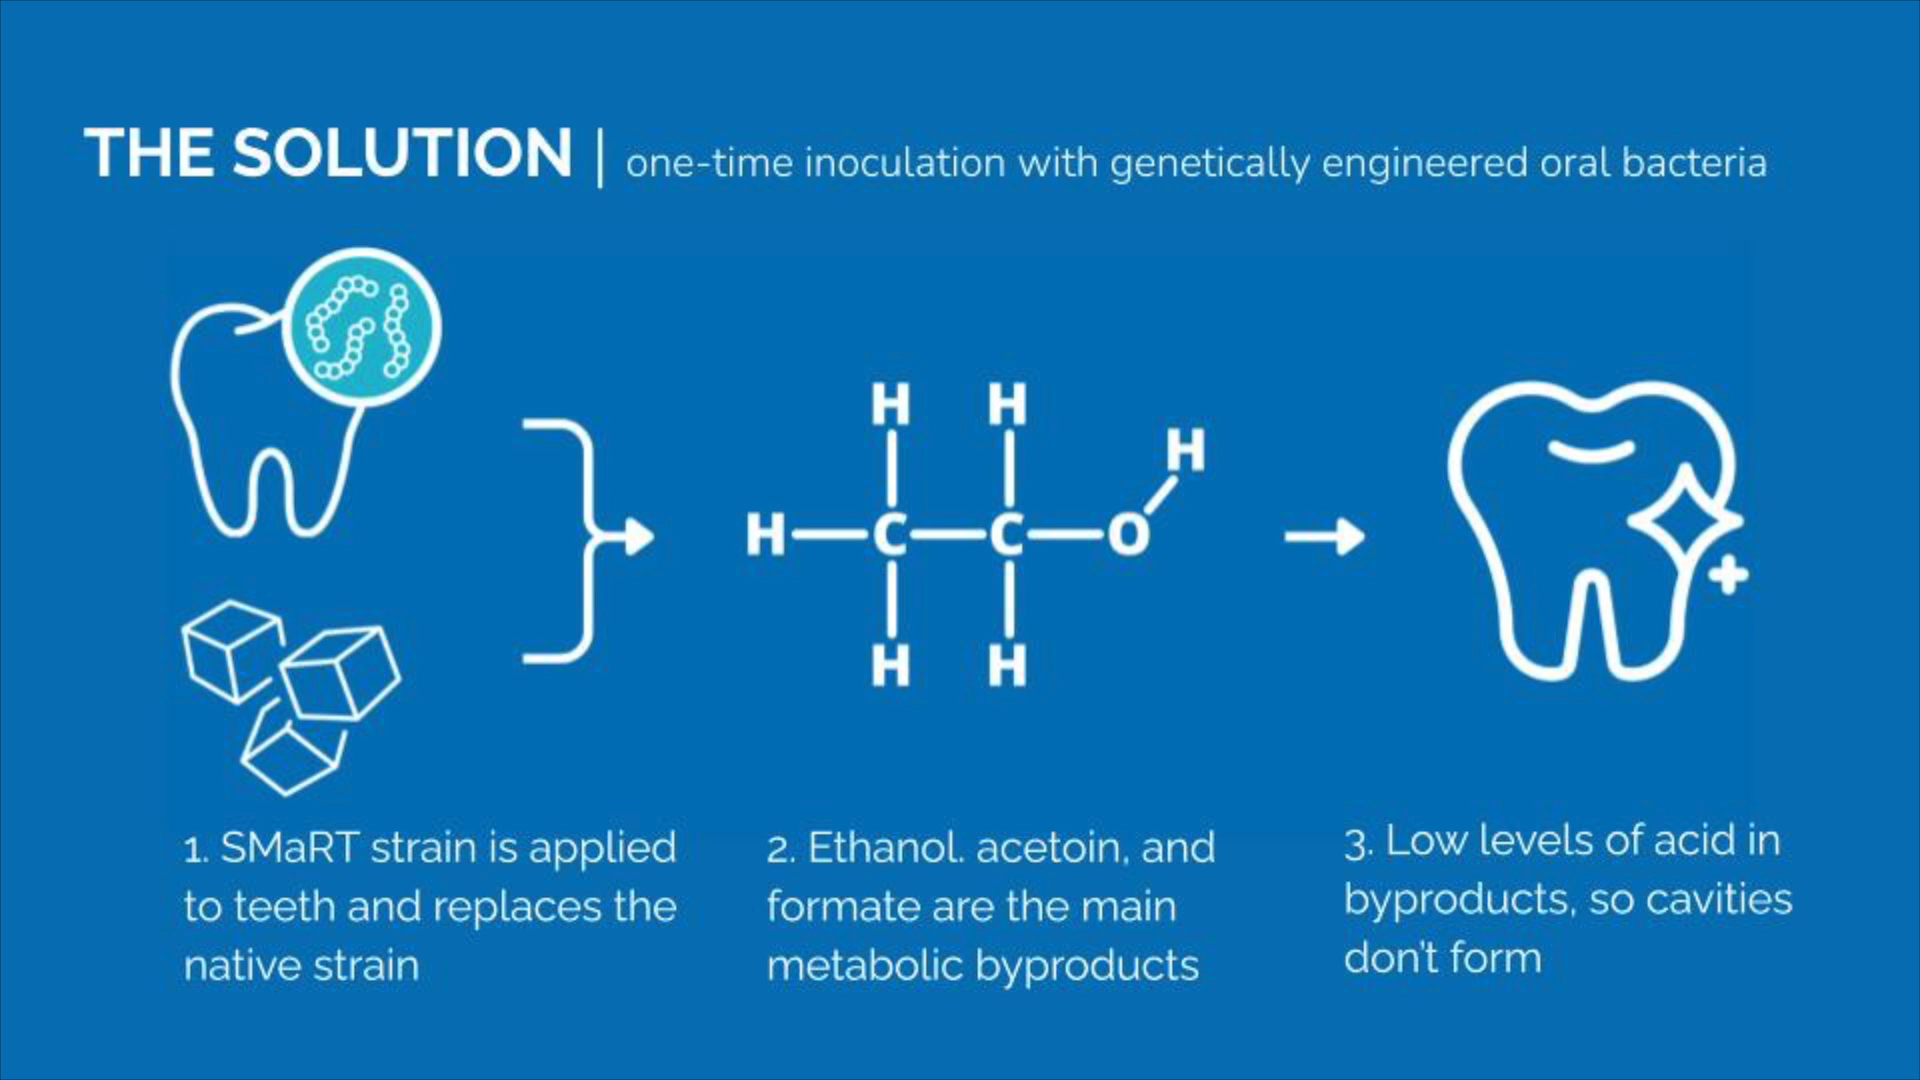 THE SOLUTION | one-time inoculation with genetically engineered oral bacteria
H H
H
H C C O
H H
1. SMaRT strain is applied
to teeth and replaces the
native strain
2. Ethanol. acetoin, and
formate are the main
metabolic byproducts
3. Low levels of acid in
byproducts, so cavities
don't form